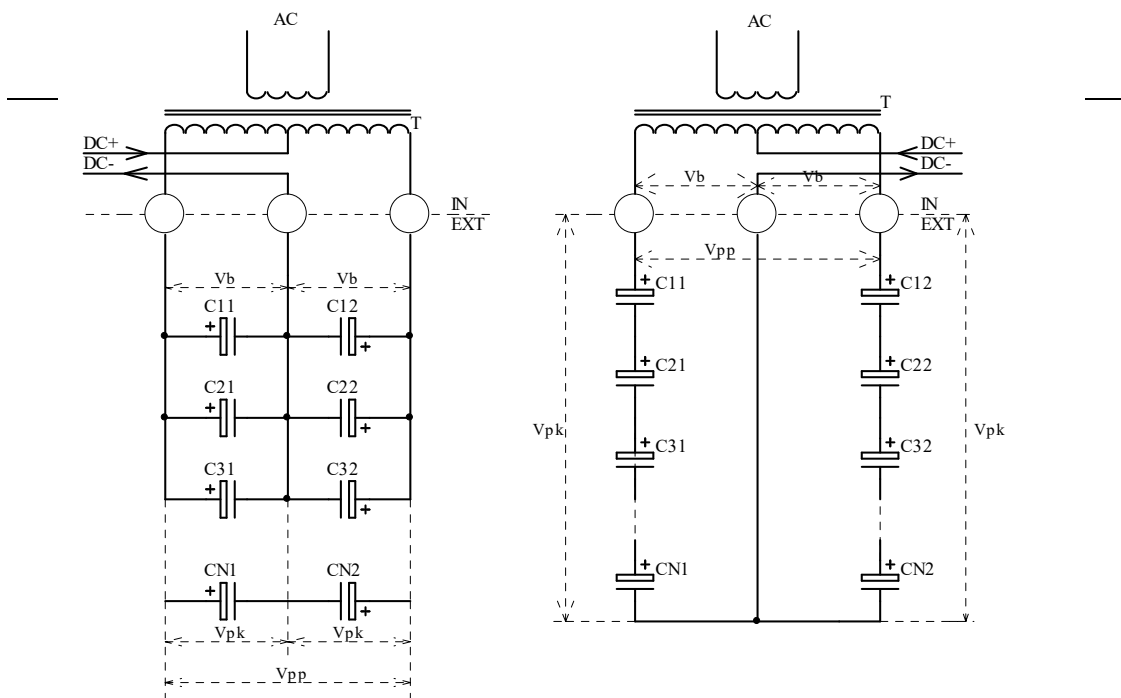 AC
T
DC+
DC-
IN
EXT
Vb Vb
C11 C12
+ +
C21 C22
+ +
C31 C32
+ +
CN1 CN2
+ +
Vpk Vpk
Vpp
AC
T
DC+
DC-
Vb Vb
IN
EXT
Vpp
+ C11 + C12
+ C21 + C22
Vpk Vpk
+ C31 + C32
+ CN1 + CN2